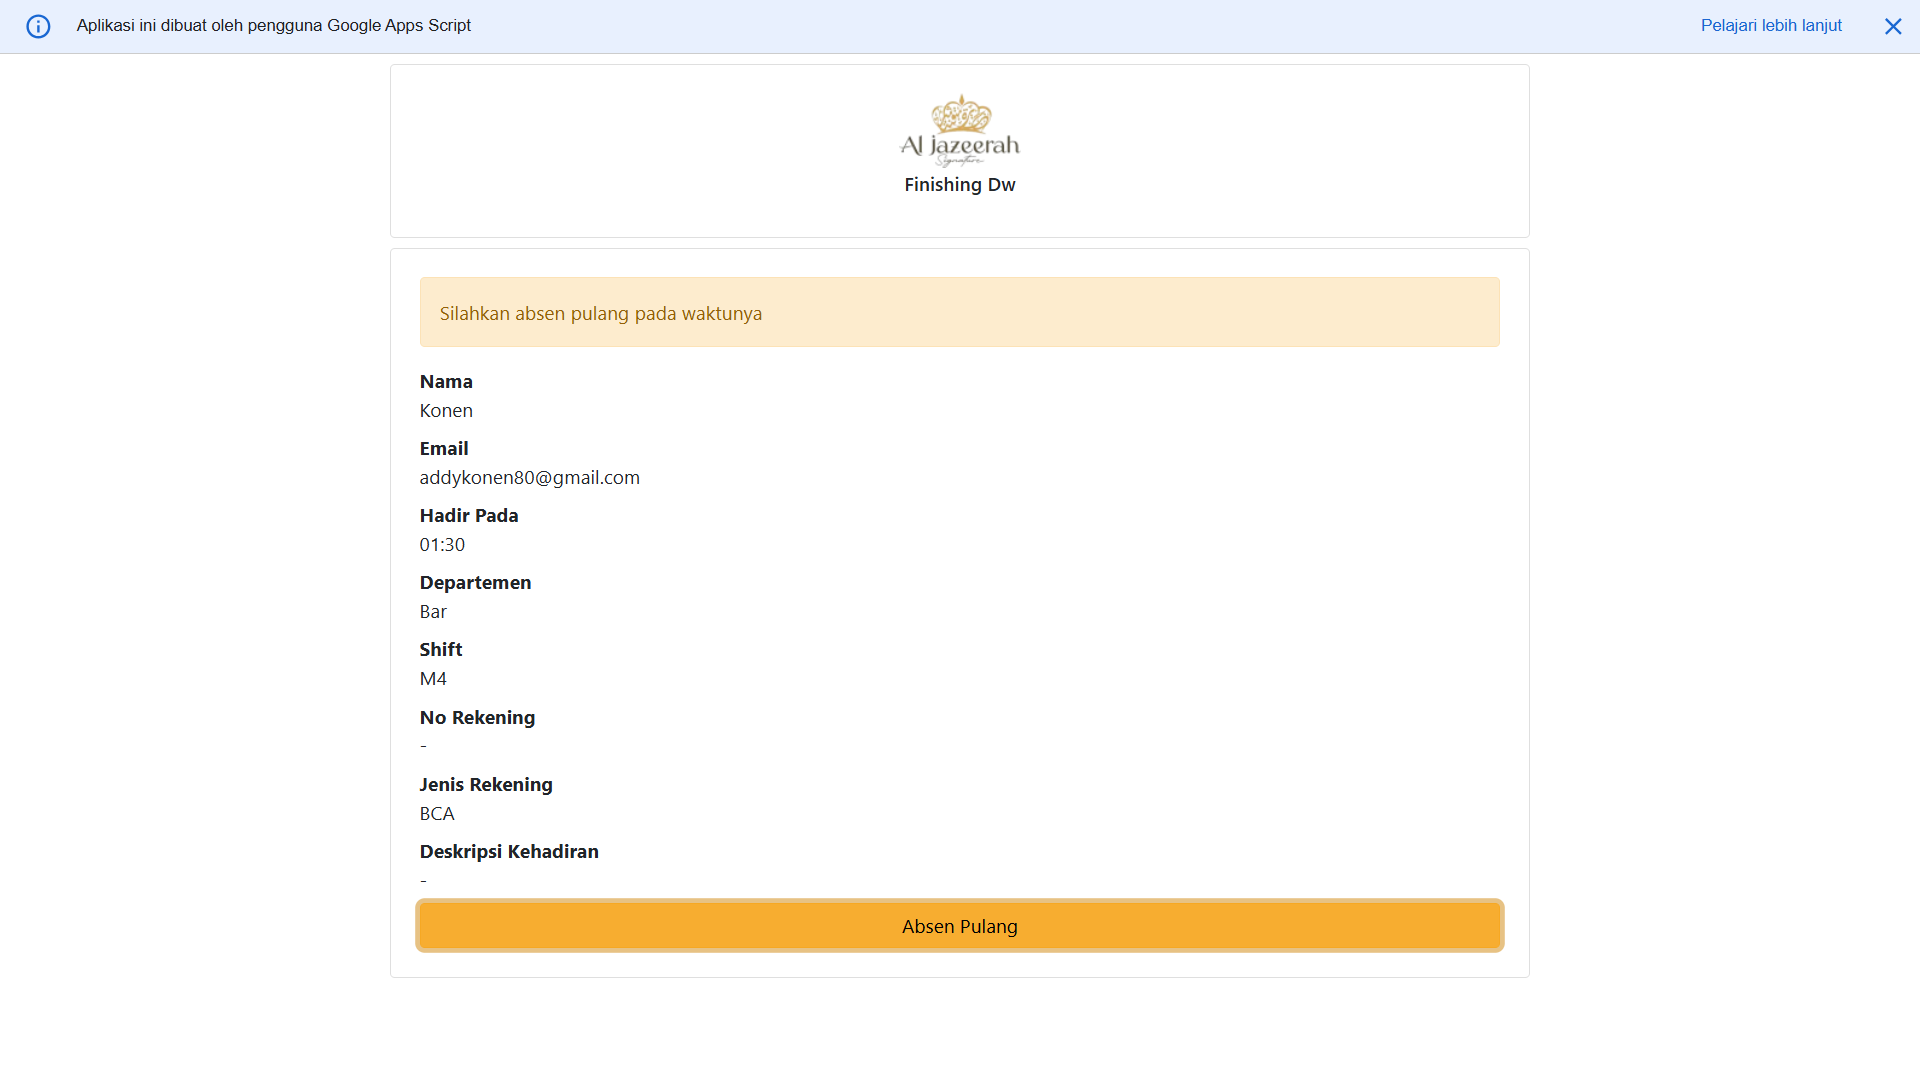 Aplikasi ini dibuat oleh pengguna Google Apps Script
Pelajari lebih lanjut
Al jazeerah
Signature
Finishing Dw
Silahkan absen pulang pada waktunya
Nama
Konen
Email
addykonen80@gmail.com
Hadir Pada
01:30
Departemen
Bar
Shift
M4
No Rekening
-
Jenis Rekening
BCA
Deskripsi Kehadiran
-
Absen Pulang